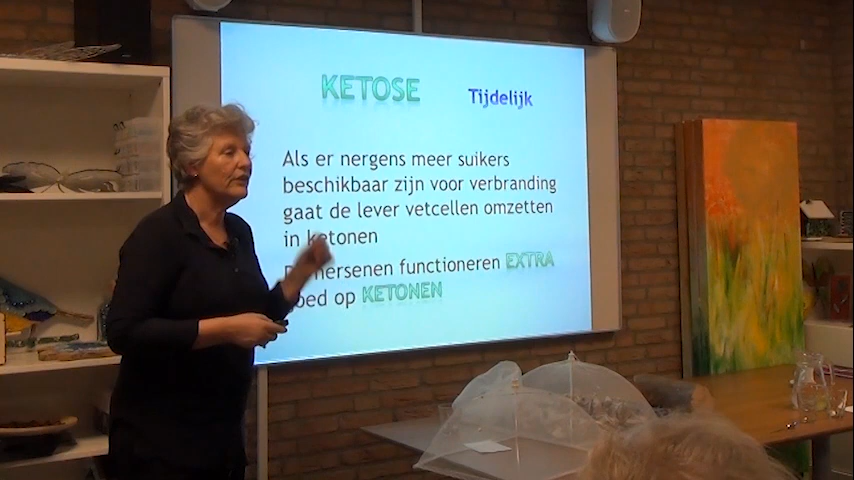 KETOSE Tijdelijk
Als er nergens meer suikers
beschikbaar zijn voor verbranding
gaat de lever vetcellen omzetten
in ketonen
functioneren EXTRA
op KETONEN